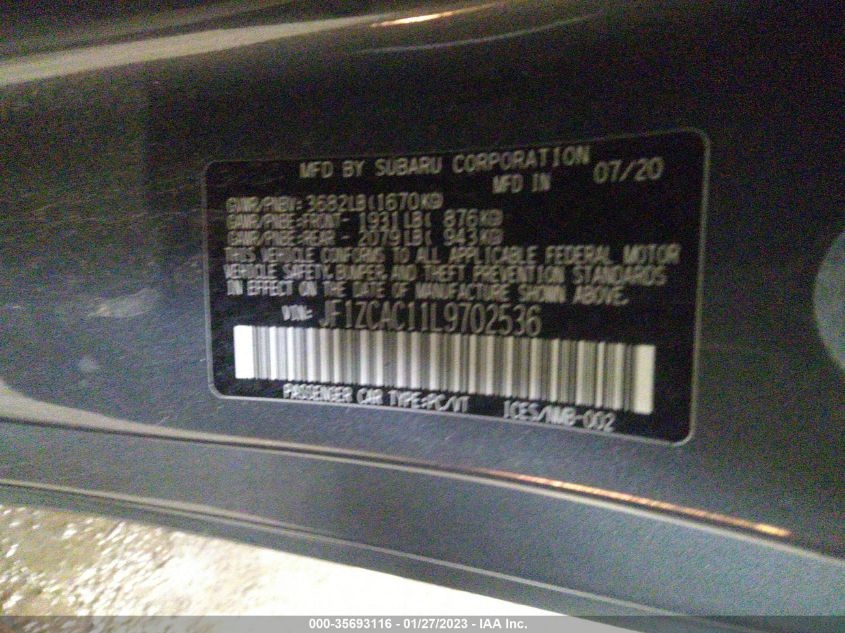 MFD BY SUBARU CORPORATION
MFD IN 07/20
GVWR/PNBV: 3682LB(1670KG)
GAWR/PNBE:FRONT- 1931LB( 876KG)
GAWR/PNBE:REAR - 2079LB( 943KG)
THIS VEHICLE CONFORMS TO ALL APPLICABLE FEDERAL MOTOR
VEHICLE SAFETY, BUMPER, AND THEFT PREVENTION STANDARDS
IN EFFECT ON THE DATE OF MANUFACTURE SHOWN ABOVE.
VIN: JF1ZCAC11L9702536
PASSENGER CAR TYPE:PC/VT ICES/NMB-002
000-35693116 - 01/27/2023 - IAA Inc.